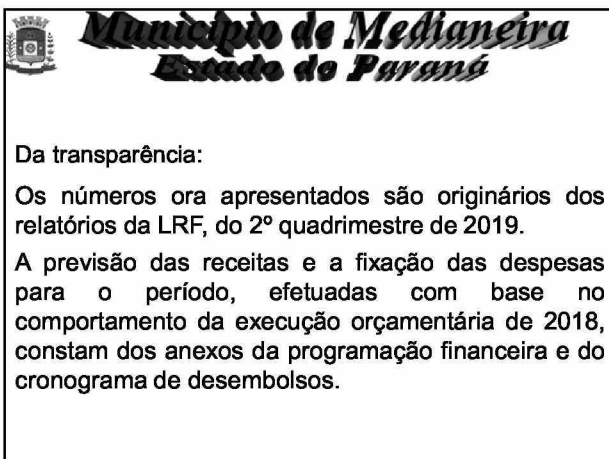 Município de Medianeira
Estado do Paraná
Da transparência:
Os números ora apresentados são originários dos
relatórios da LRF, do 2º quadrimestre de 2019.
A previsão das receitas e a fixação das despesas
para o período, efetuadas com base no
comportamento da execução orçamentária de 2018,
constam dos anexos da programação financeira e do
cronograma de desembolsos.